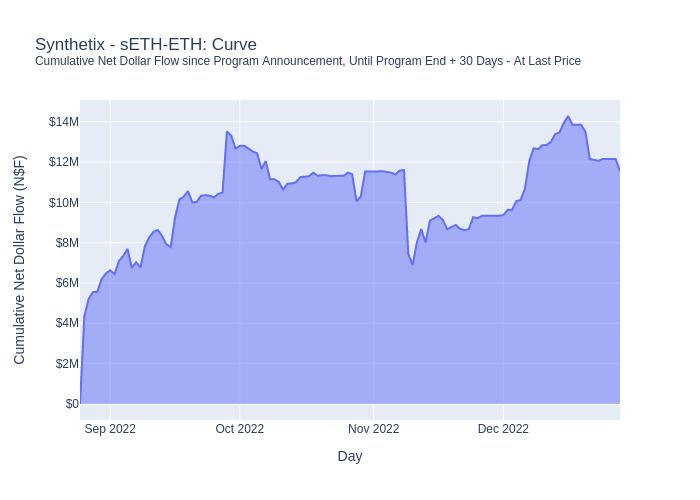 Synthetix - sETH-ETH: Curve
Cumulative Net Dollar Flow since Program Announcement, Until Program End + 30 Days - At Last Price
Cumulative Net Dollar Flow (N$F)
$14M
$12M
$10M
$8M
$6M
$4M
$2M
$0
Sep 2022
Oct 2022
Nov 2022
Dec 2022
Day